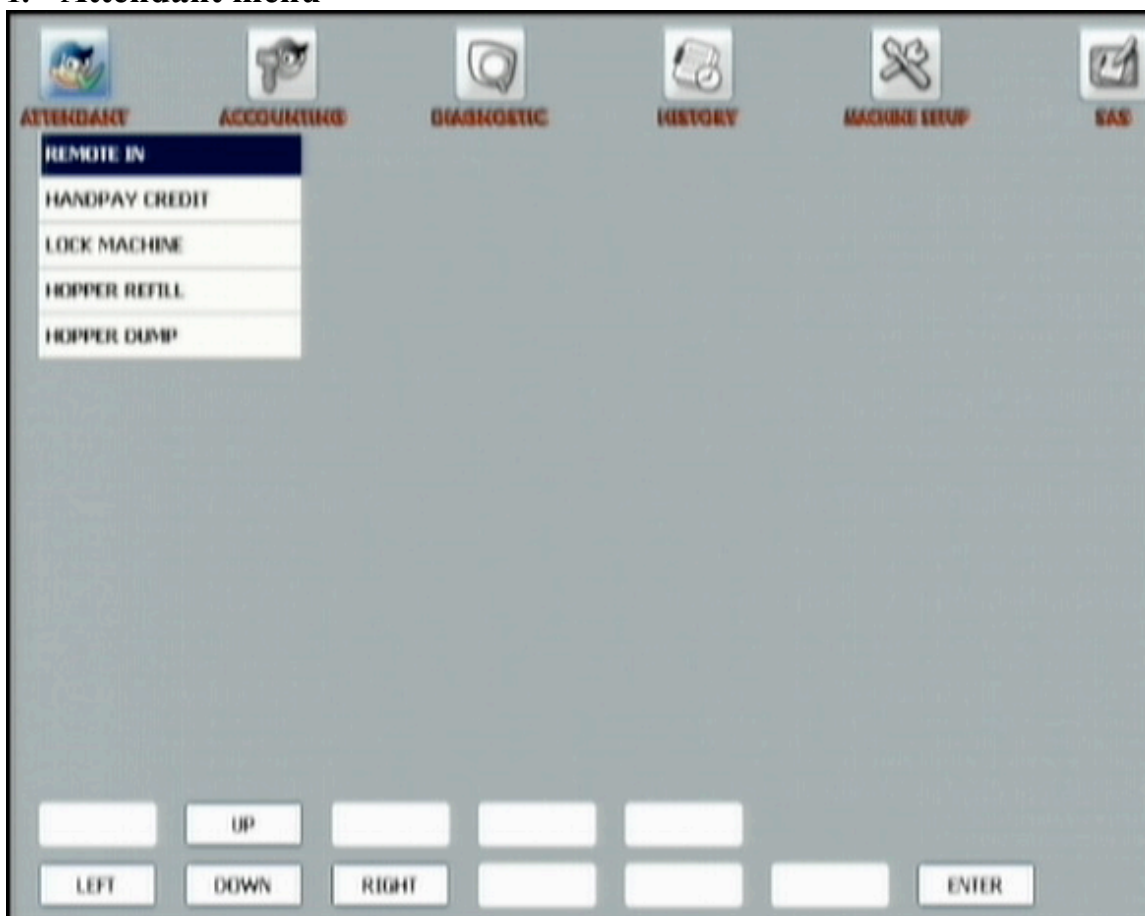 1. Attendant menu
ATTENDANT ACCOUNTING DIAGNOSTIC HISTORY MACHINE SETUP SAS
REMOTE IN
HANDPAY CREDIT
LOCK MACHINE
HOPPER REFILL
HOPPER DUMP
UP
LEFT DOWN RIGHT ENTER